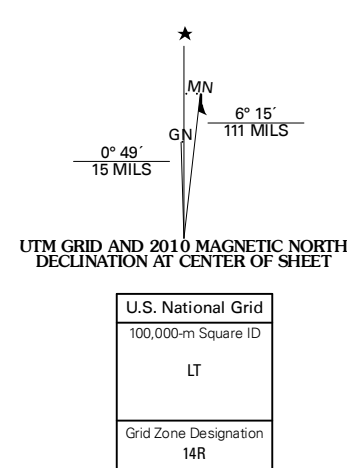 MN
6° 15´
111 MILS
GN
0° 49´
15 MILS
UTM GRID AND 2010 MAGNETIC NORTH
DECLINATION AT CENTER OF SHEET
U.S. National Grid
100,000-m Square ID
LT
Grid Zone Designation
14R